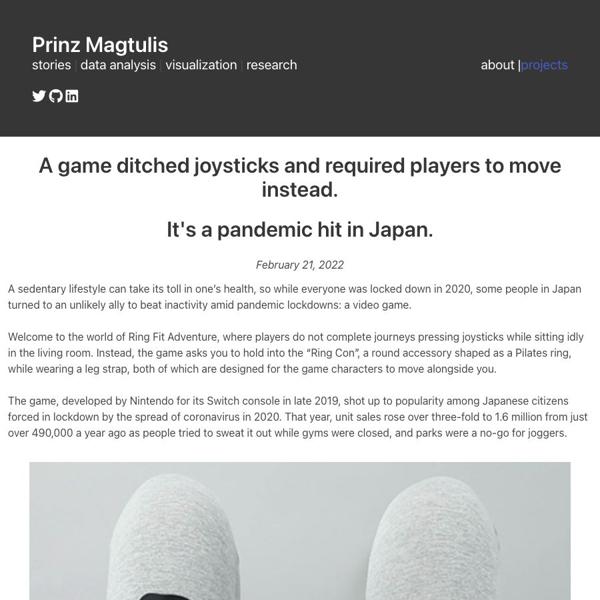 Prinz Magtulis
stories | data analysis | visualization | research
about |projects
A game ditched joysticks and required players to move
instead.
It's a pandemic hit in Japan.
February 21, 2022
A sedentary lifestyle can take its toll in one’s health, so while everyone was locked down in 2020, some people in Japan
turned to an unlikely ally to beat inactivity amid pandemic lockdowns: a video game.
Welcome to the world of Ring Fit Adventure, where players do not complete journeys pressing joysticks while sitting idly
in the living room. Instead, the game asks you to hold into the “Ring Con”, a round accessory shaped as a Pilates ring,
while wearing a leg strap, both of which are designed for the game characters to move alongside you.
The game, developed by Nintendo for its Switch console in late 2019, shot up to popularity among Japanese citizens
forced in lockdown by the spread of coronavirus in 2020. That year, unit sales rose over three-fold to 1.6 million from just
over 490,000 a year ago as people tried to sweat it out while gyms were closed, and parks were a no-go for joggers.